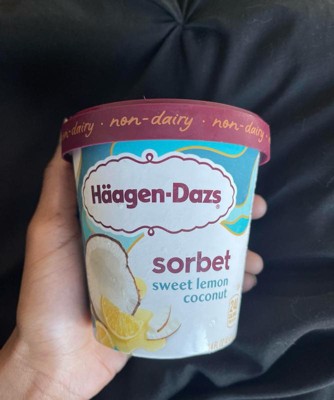 non-dairy · non-dairy · non-dairy
Häagen-Dazs®
sorbet
sweet lemon
coconut